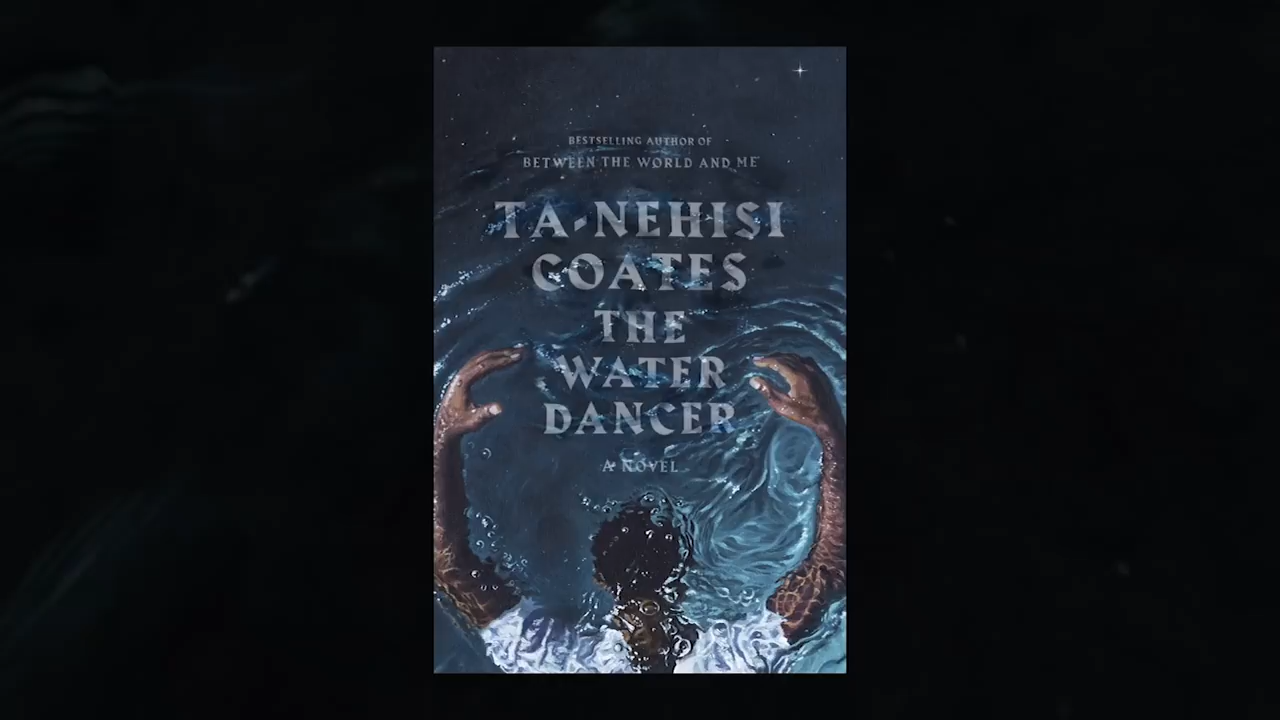 BESTSELLING AUTHOR OF
BETWEEN THE WORLD AND ME
TA-NEHISI
COATES
THE
WATER
DANCER
A NOVEL